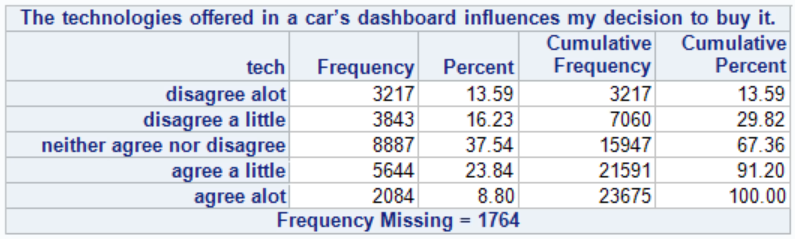 The technologies offered in a car's dashboard influences my decision to buy it.
tech Frequency Percent Cumulative Frequency Cumulative Percent
disagree alot 3217 13.59 3217 13.59
disagree a little 3843 16.23 7060 29.82
neither agree nor disagree 8887 37.54 15947 67.36
agree a little 5644 23.84 21591 91.20
agree alot 2084 8.80 23675 100.00
Frequency Missing = 1764